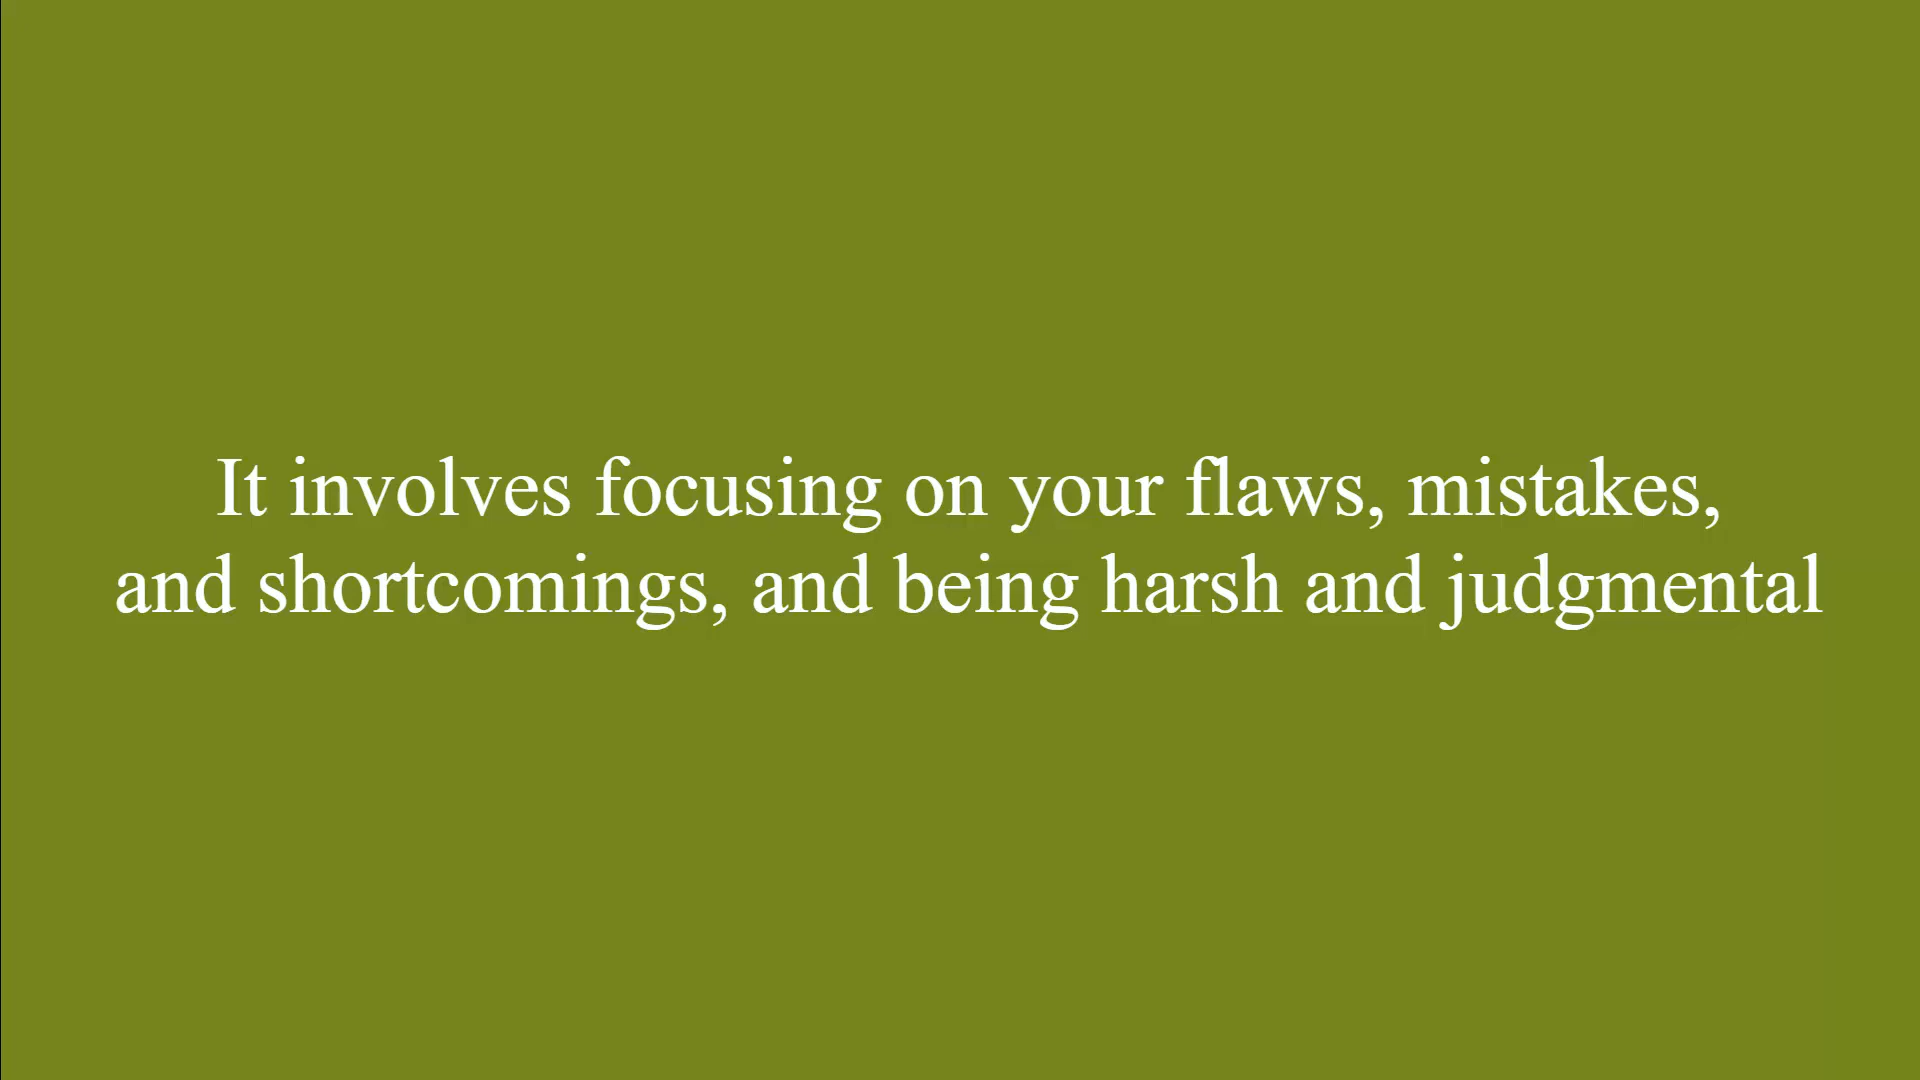 It involves focusing on your flaws, mistakes,
and shortcomings, and being harsh and judgmental